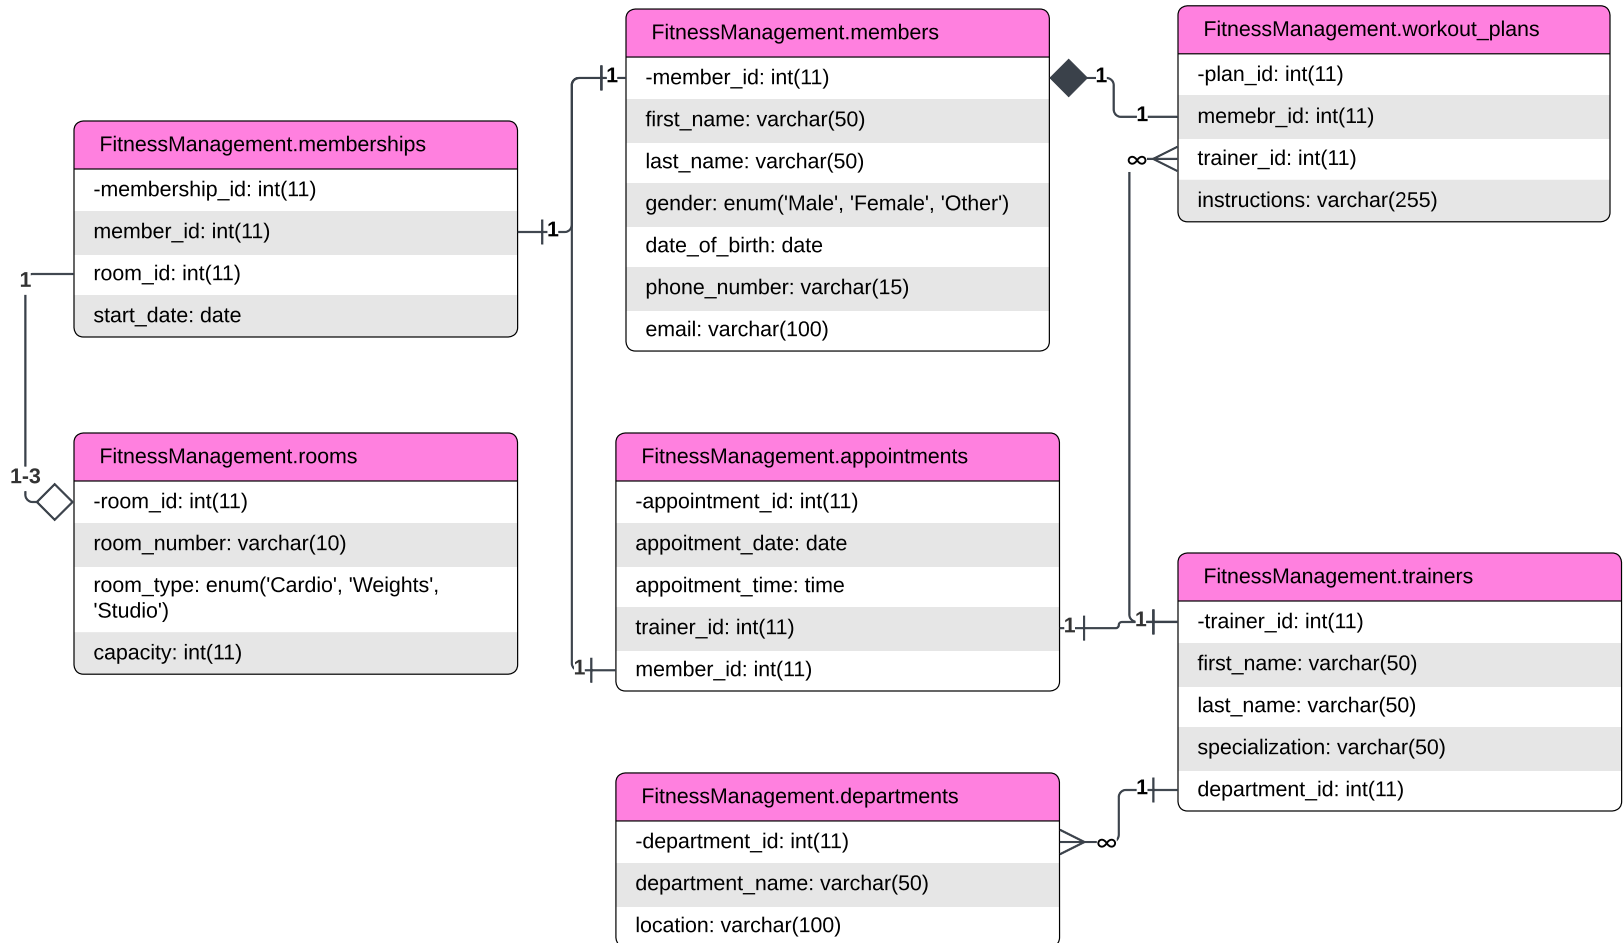 FitnessManagement.memberships
-membership_id: int(11)
member_id: int(11)
room_id: int(11)
start_date: date
1
1
1-3
FitnessManagement.rooms
-room_id: int(11)
room_number: varchar(10)
room_type: enum('Cardio', 'Weights',
'Studio')
capacity: int(11)
FitnessManagement.members
-member_id: int(11)
first_name: varchar(50)
last_name: varchar(50)
gender: enum('Male', 'Female', 'Other')
date_of_birth: date
phone_number: varchar(15)
email: varchar(100)
1
1
1
FitnessManagement.workout_plans
-plan_id: int(11)
memebr_id: int(11)
trainer_id: int(11)
instructions: varchar(255)
∞
FitnessManagement.appointments
-appointment_id: int(11)
appoitment_date: date
appoitment_time: time
trainer_id: int(11)
member_id: int(11)
1
1
1
FitnessManagement.trainers
-trainer_id: int(11)
first_name: varchar(50)
last_name: varchar(50)
specialization: varchar(50)
department_id: int(11)
1
∞
FitnessManagement.departments
-department_id: int(11)
department_name: varchar(50)
location: varchar(100)